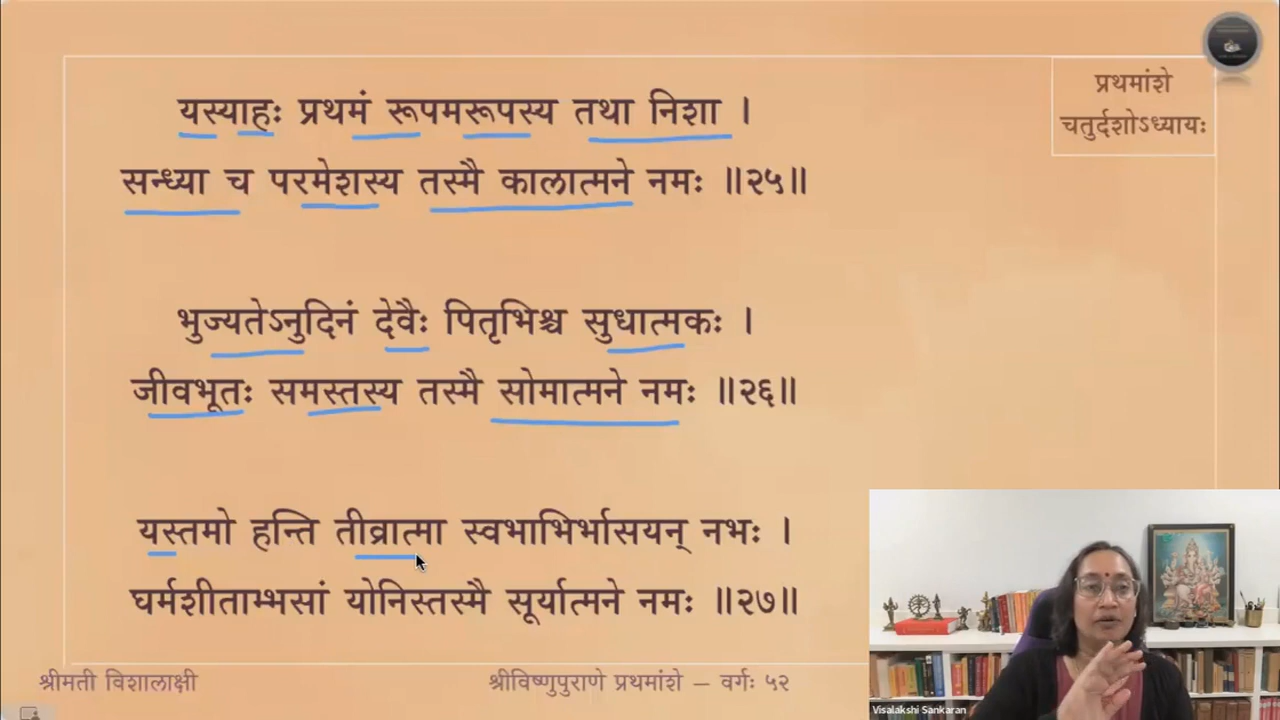 प्रथमांशे
चतुर्दशोऽध्यायः
यस्याहः प्रथमं रूपमरूपस्य तथा निशा ।
सन्ध्या च परमेशस्य तस्मै कालात्मने नमः ॥२५॥
भुज्यतेऽनुदिनं देवैः पितृभिश्च सुधात्मकः ।
जीवभूतः समस्तस्य तस्मै सोमात्मने नमः ॥२६॥
यस्तमो हन्ति तीव्रात्मा स्वभाभिर्भासयन् नभः ।
घर्मशीताम्भसां योनिस्तस्मै सूर्यात्मने नमः ॥२७॥
श्रीमती विशालाक्षी
श्रीविष्णुपुराणे प्रथमांशे – वर्गः ५२
Visalakshi Sankaran